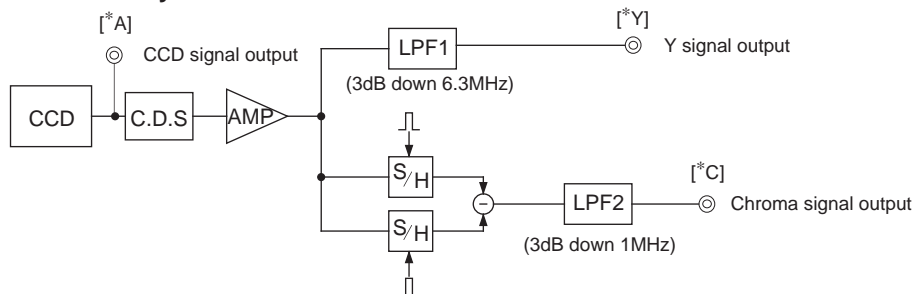 [*A]
CCD signal output
[*Y]
LPF1
Y signal output
(3dB down 6.3MHz)
CCD
C.D.S
AMP
S/H
[*C]
LPF2
Chroma signal output
S/H
(3dB down 1MHz)